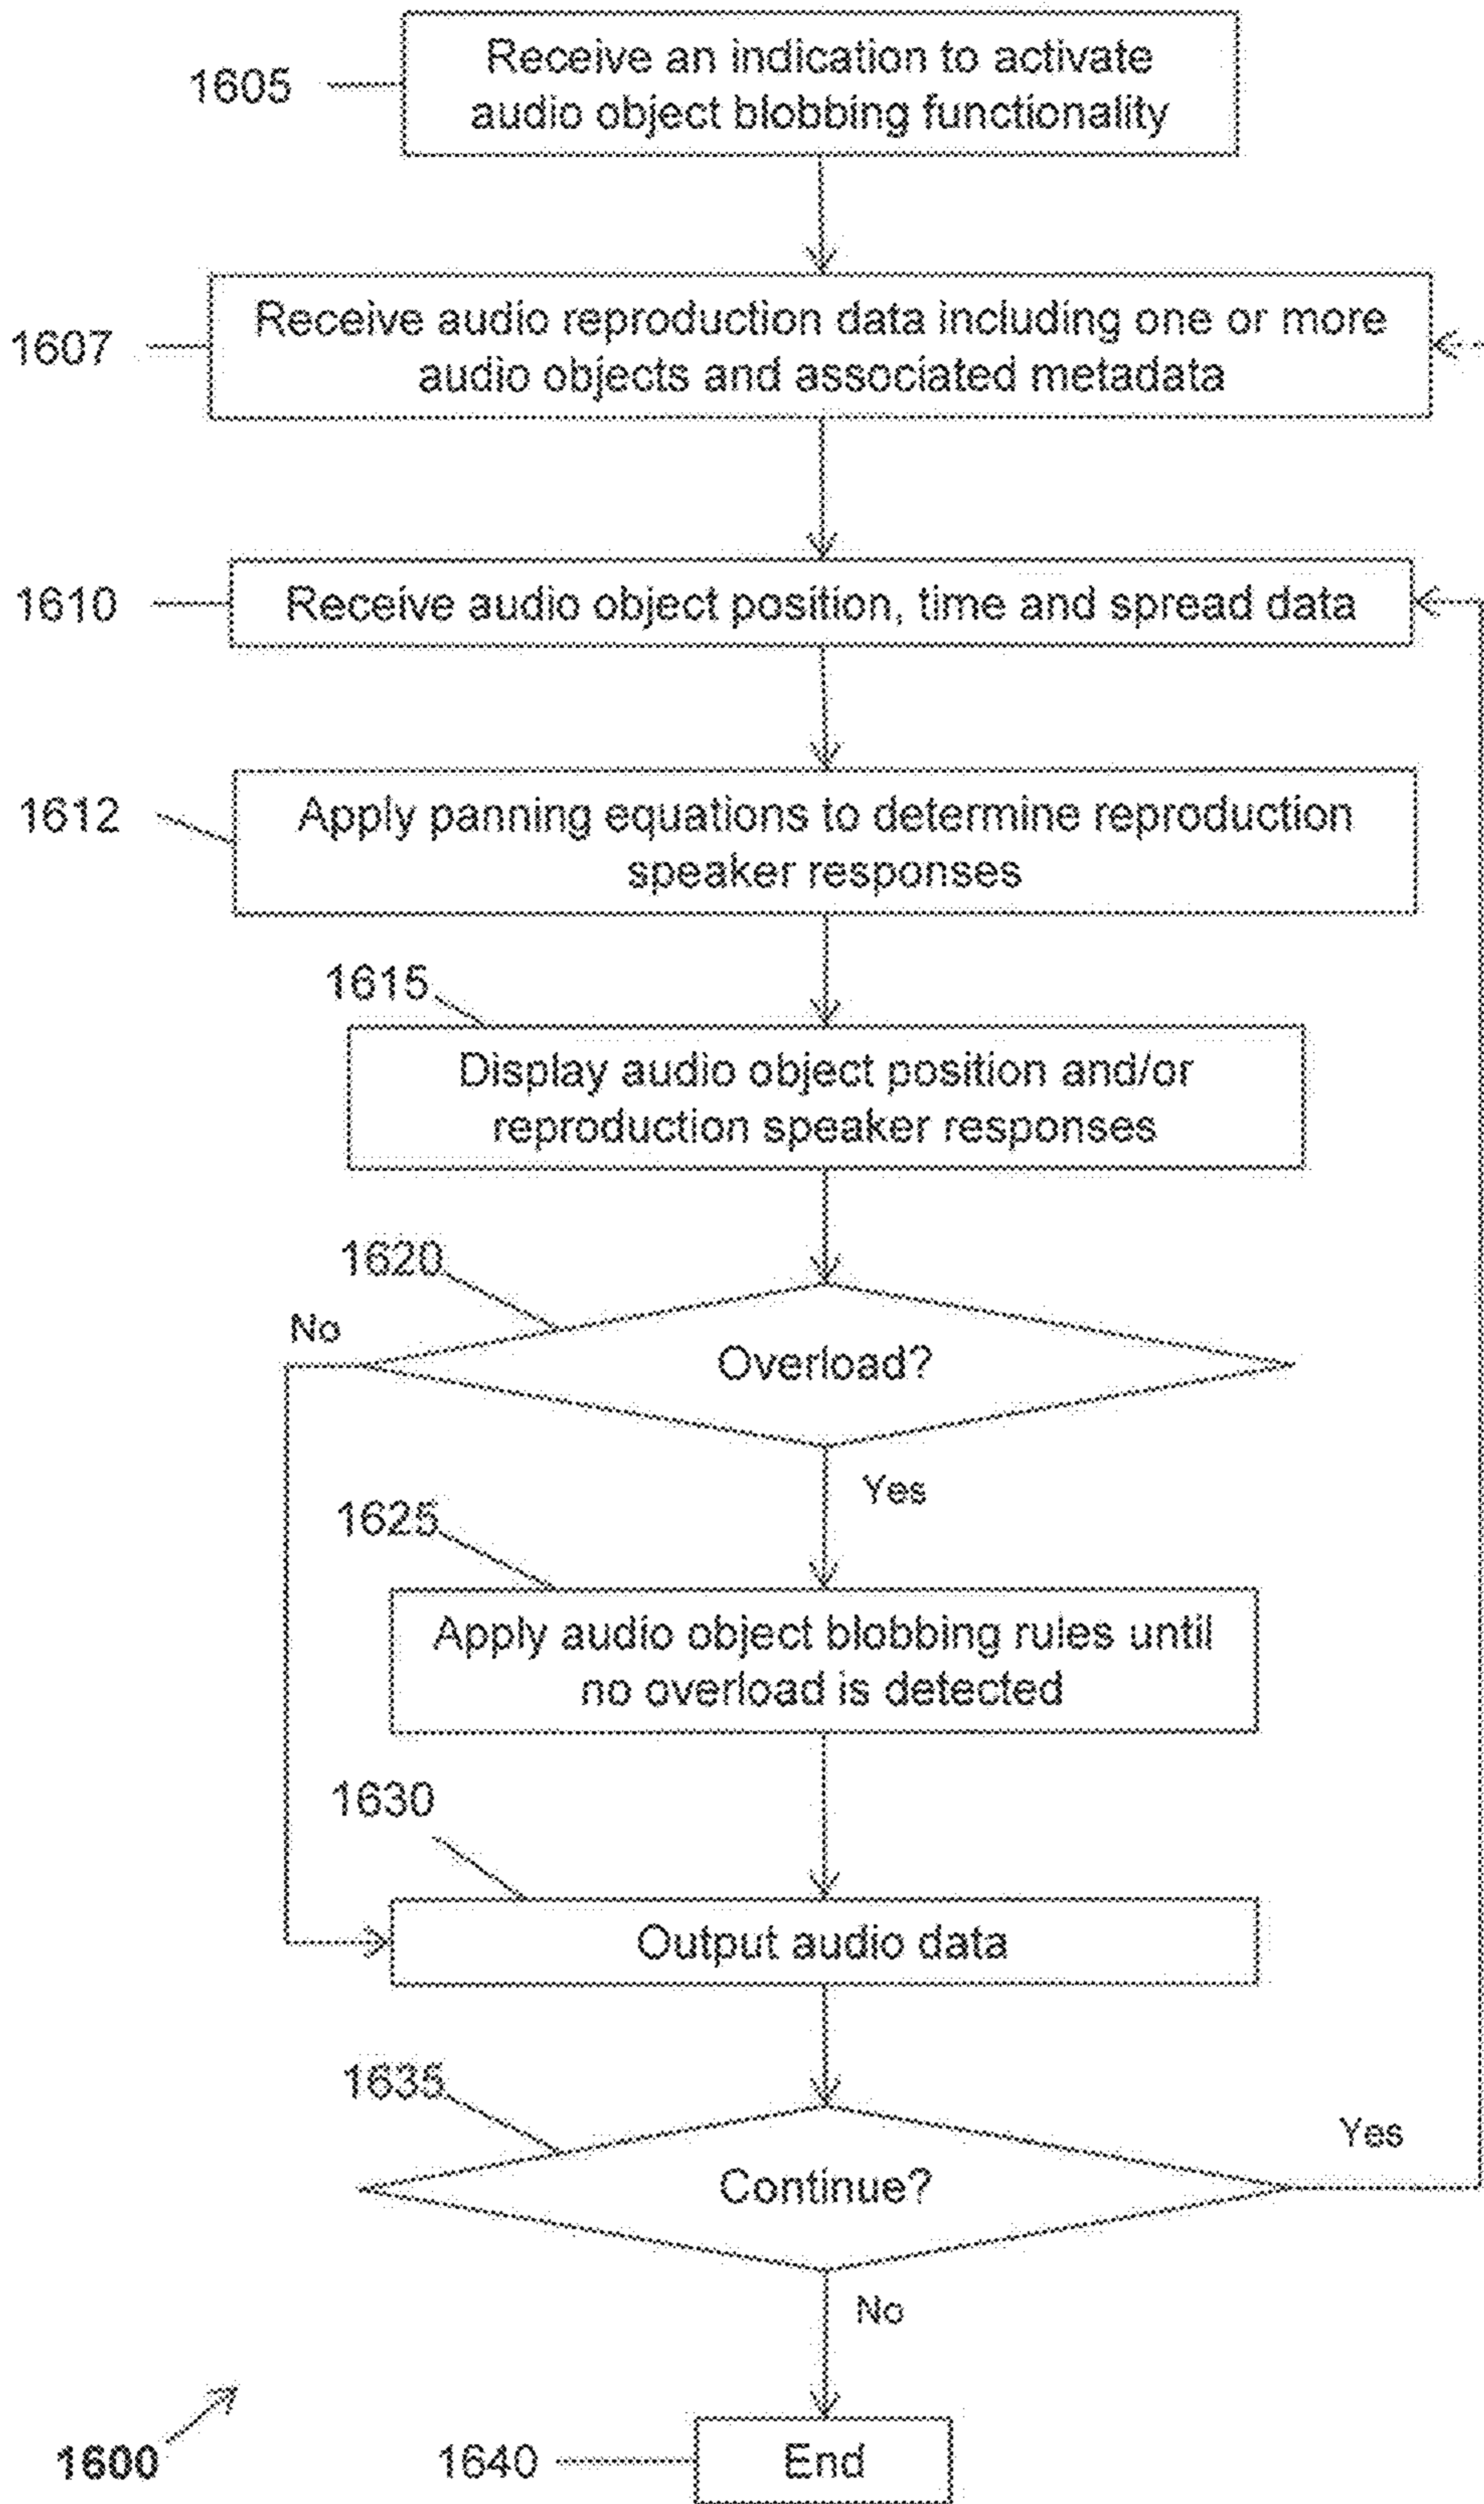 1605
Receive an indication to activate
audio object blobbing functionality
1607
Receive audio reproduction data including one or more
audio objects and associated metadata
1610
Receive audio object position, time and spread data
1612
Apply panning equations to determine reproduction
speaker responses
1615
Display audio object position and/or
reproduction speaker responses
1620
No
Overload?
Yes
1625
Apply audio object blobbing rules until
no overload is detected
1630
Output audio data
1635
Yes
Continue?
No
1600
1640
End